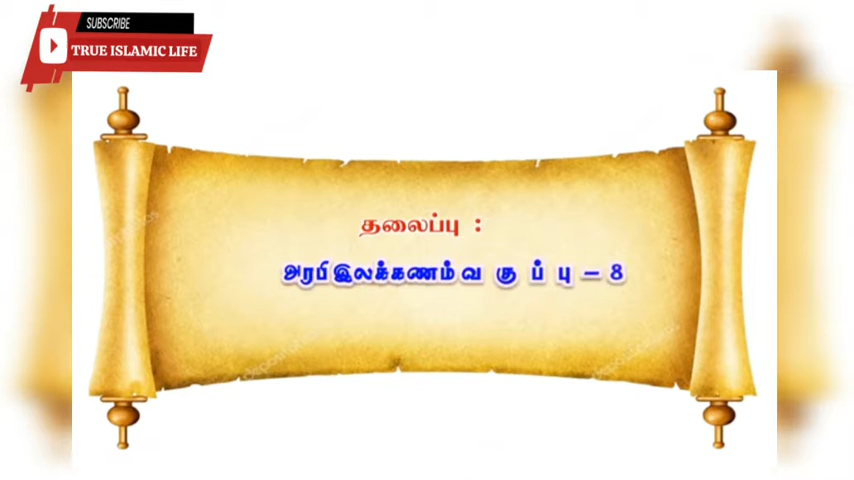 SUBSCRIBE
TRUE ISLAMIC LIFE
தலைப்பு :
அரபிஇலக்கணம்வ கு ப் பு – 8